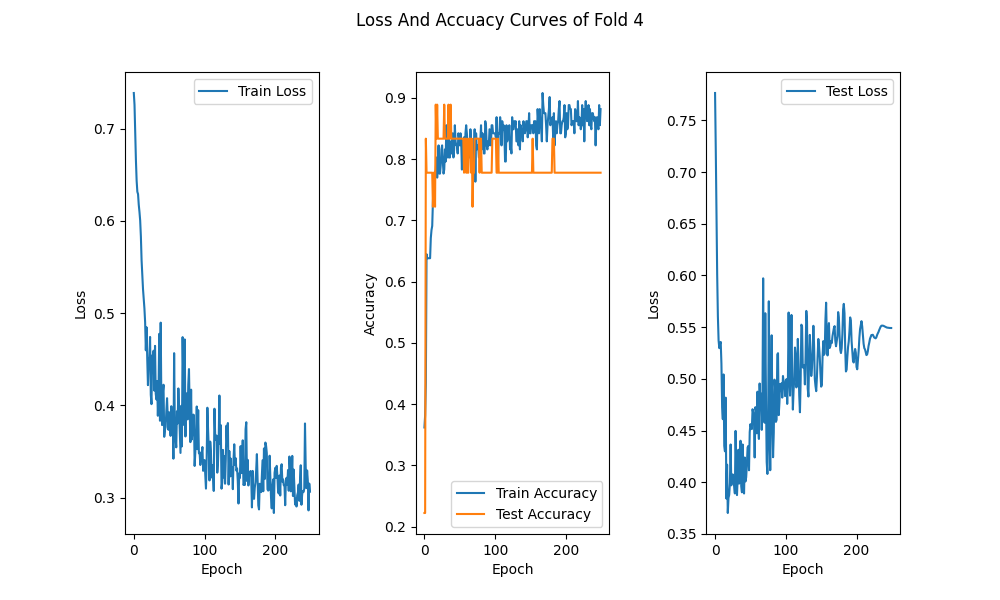 Loss And Accuacy Curves of Fold 4
Train Loss
0.7
0.6
0.5
0.4
0.3
Loss
0
100
200
Epoch
0.9
0.8
0.7
0.6
0.5
0.4
0.3
0.2
Accuracy
Train Accuracy
Test Accuracy
0
100
200
Epoch
Test Loss
0.75
0.70
0.65
0.60
0.55
0.50
0.45
0.40
0.35
Loss
0
100
200
Epoch